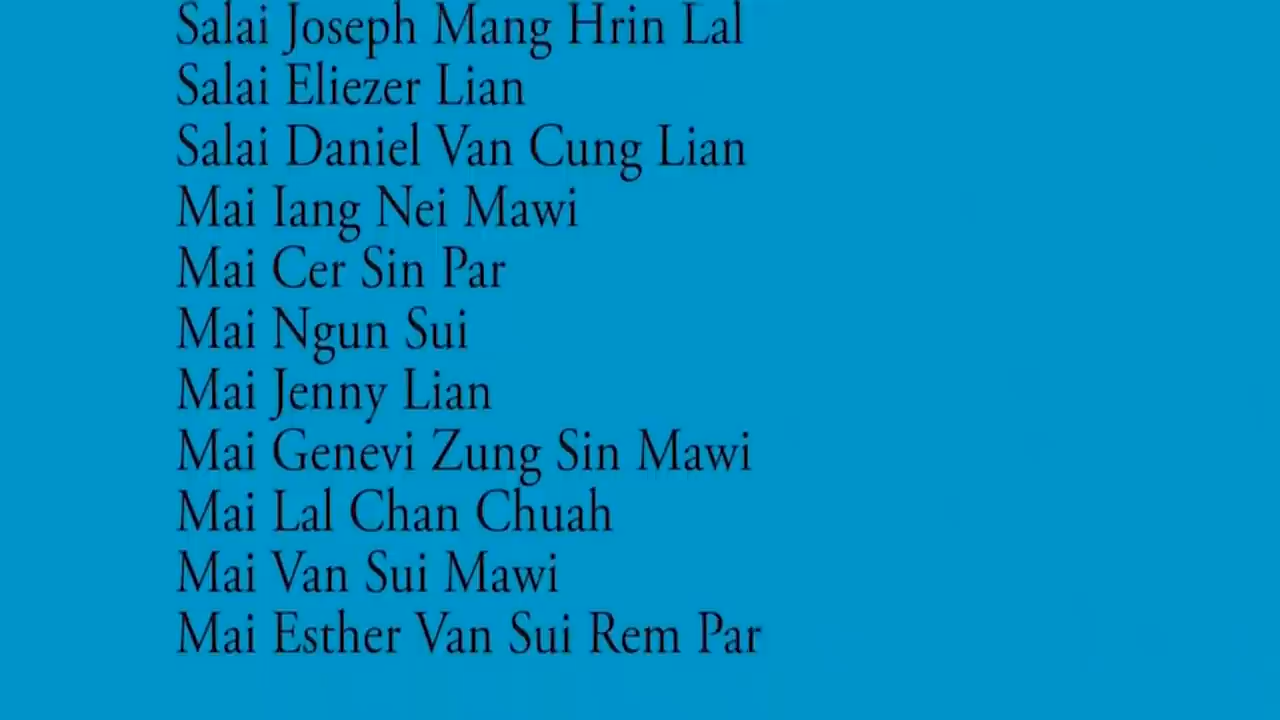 Salai Joseph Mang Hrin Lal
Salai Eliezer Lian
Salai Daniel Van Cung Lian
Mai Iang Nei Mawi
Mai Cer Sin Par
Mai Ngun Sui
Mai Jenny Lian
Mai Genevi Zung Sin Mawi
Mai Lal Chan Chuah
Mai Van Sui Mawi
Mai Esther Van Sui Rem Par